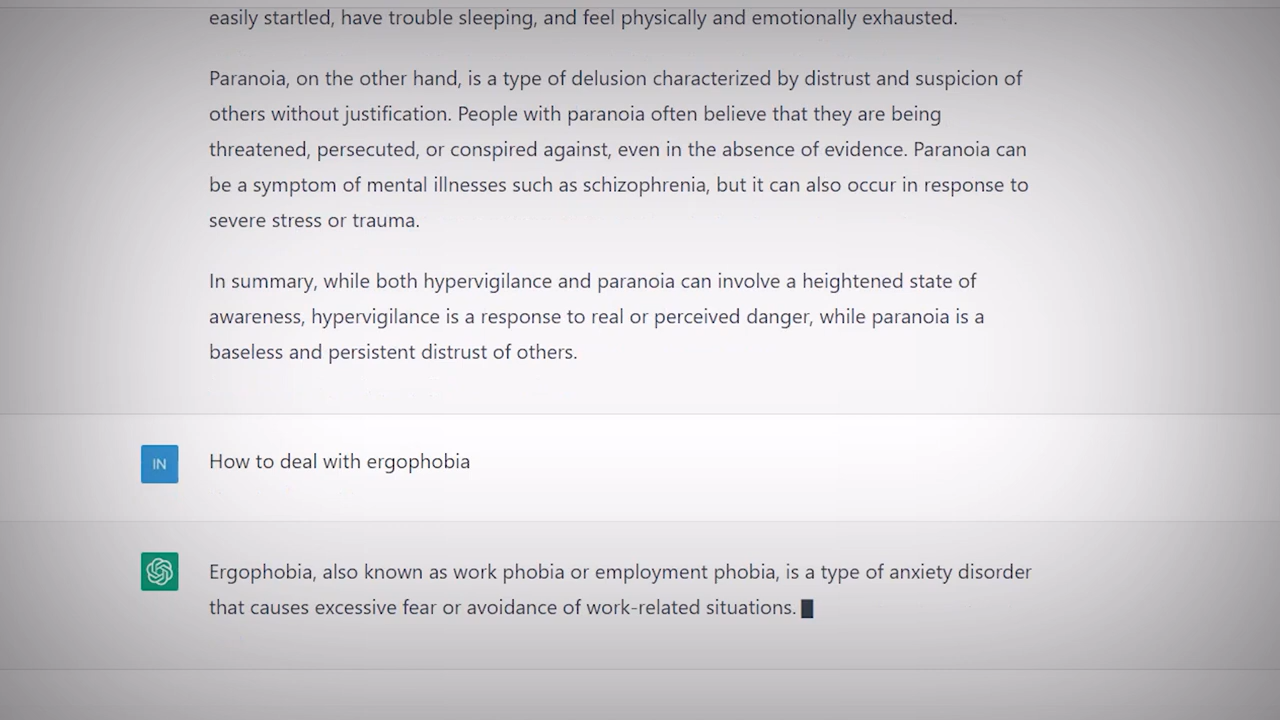 easily startled, have trouble sleeping, and feel physically and emotionally exhausted.
Paranoia, on the other hand, is a type of delusion characterized by distrust and suspicion of
others without justification. People with paranoia often believe that they are being
threatened, persecuted, or conspired against, even in the absence of evidence. Paranoia can
be a symptom of mental illnesses such as schizophrenia, but it can also occur in response to
severe stress or trauma.
In summary, while both hypervigilance and paranoia can involve a heightened state of
awareness, hypervigilance is a response to real or perceived danger, while paranoia is a
baseless and persistent distrust of others.
IN How to deal with ergophobia
Ergophobia, also known as work phobia or employment phobia, is a type of anxiety disorder
that causes excessive fear or avoidance of work-related situations.